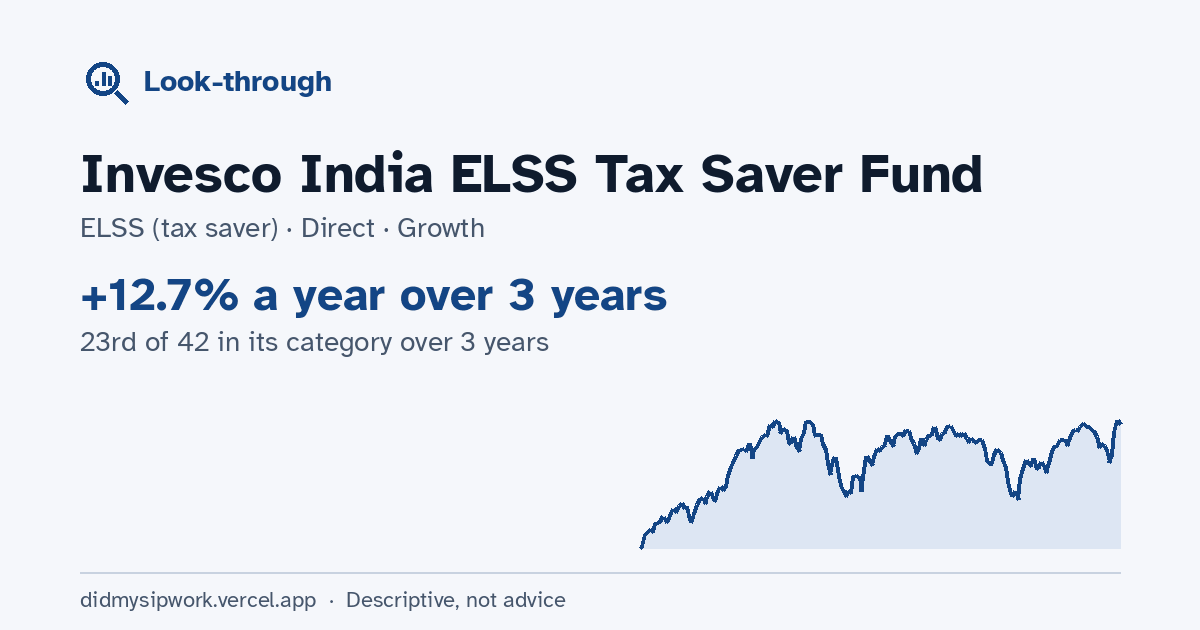 Look-through
Invesco India ELSS Tax Saver Fund
ELSS (tax saver) · Direct · Growth
+12.7% a year over 3 years
23rd of 42 in its category over 3 years
didmysipwork.vercel.app · Descriptive, not advice